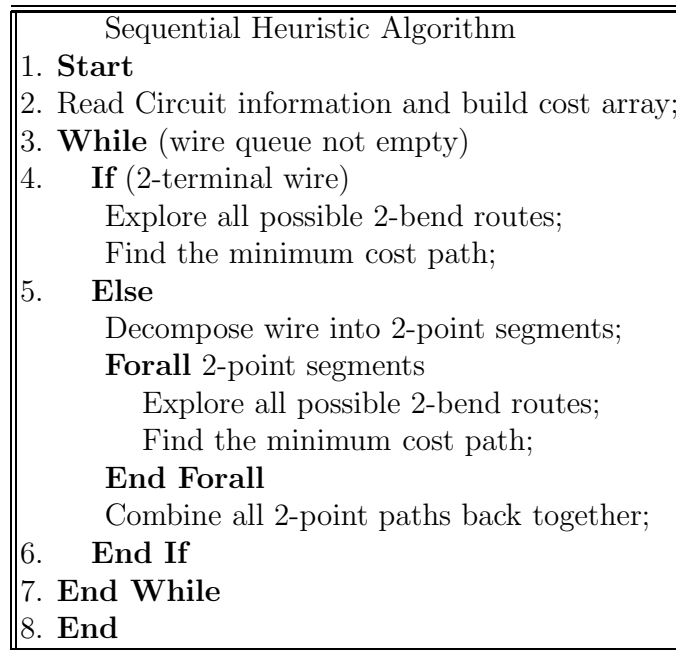 Sequential Heuristic Algorithm
1. Start
2. Read Circuit information and build cost array;
3. While (wire queue not empty)
4. If (2-terminal wire)
Explore all possible 2-bend routes;
Find the minimum cost path;
5. Else
Decompose wire into 2-point segments;
Forall 2-point segments
Explore all possible 2-bend routes;
Find the minimum cost path;
End Forall
Combine all 2-point paths back together;
6. End If
7. End While
8. End